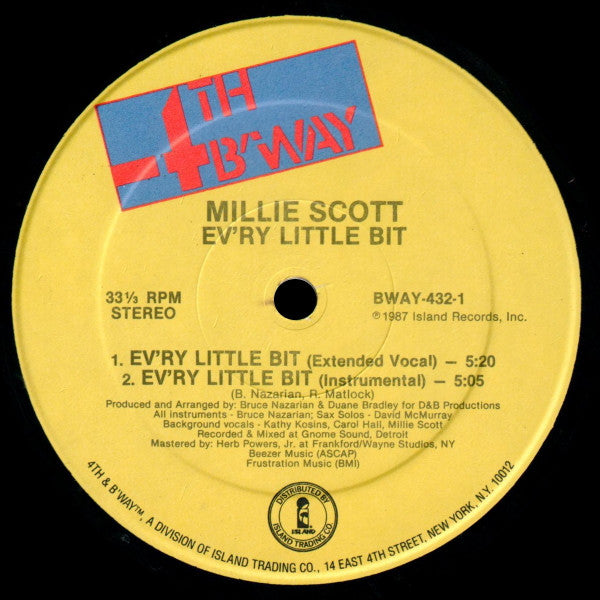 4TH
B'WAY
MILLIE SCOTT
EV'RY LITTLE BIT
33⅓ RPM
STEREO
BWAY-432-1
℗1987 Island Records, Inc.
1. EV'RY LITTLE BIT (Extended Vocal) – 5:20
2. EV'RY LITTLE BIT (Instrumental) – 5:05
(B. Nazarian, R. Matlock)
Produced and Arranged by: Bruce Nazarian & Duane Bradley for D&B Productions
All instruments - Bruce Nazarian; Sax Solos - David McMurray
Background vocals - Kathy Kosins, Carol Hall, Millie Scott
Recorded & Mixed at Gnome Sound, Detroit
Mastered by: Herb Powers, Jr. at Frankford/Wayne Studios, NY
Beezer Music (ASCAP)
Frustration Music (BMI)
DISTRIBUTED BY
ISLAND
ISLAND TRADING CO.
4TH & B'WAY™, A DIVISION OF ISLAND TRADING CO., 14 EAST 4TH STREET, NEW YORK, N.Y. 10012